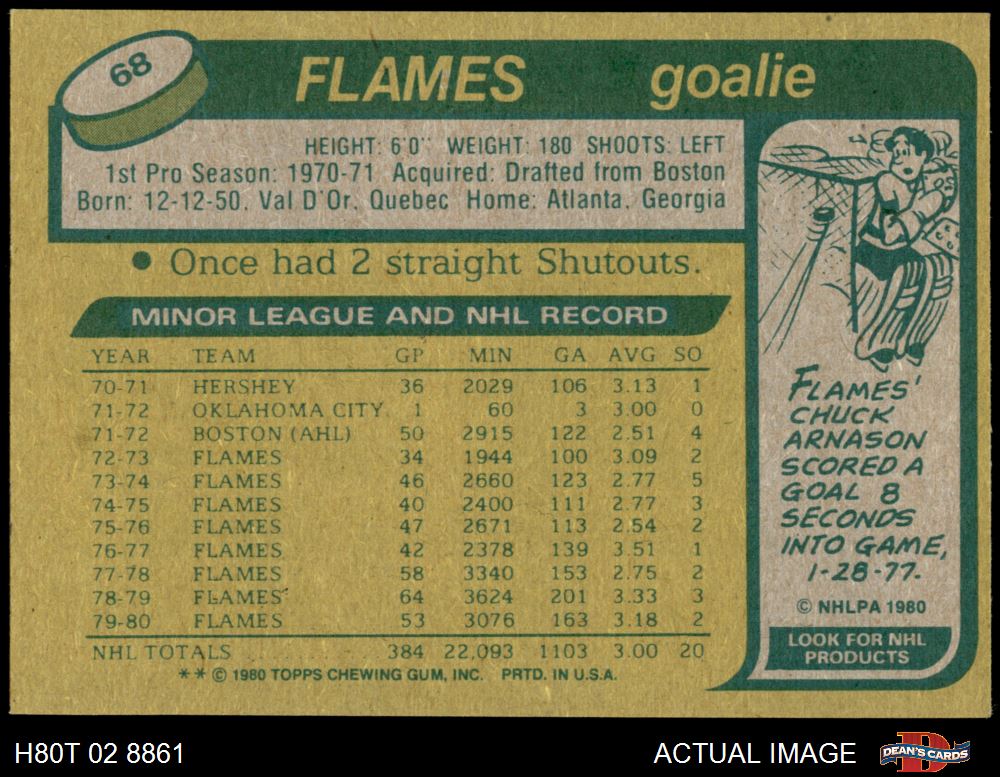 68
FLAMES goalie
HEIGHT: 6'0" WEIGHT: 180 SHOOTS: LEFT
1st Pro Season: 1970-71 Acquired: Drafted from Boston
Born: 12-12-50, Val D'Or, Quebec Home: Atlanta, Georgia
• Once had 2 straight Shutouts.
MINOR LEAGUE AND NHL RECORD
YEAR TEAM GP MIN GA AVG SO
70-71 HERSHEY 36 2029 106 3.13 1
71-72 OKLAHOMA CITY 1 60 3 3.00 0
71-72 BOSTON (AHL) 50 2915 122 2.51 4
72-73 FLAMES 34 1944 100 3.09 2
73-74 FLAMES 46 2660 123 2.77 5
74-75 FLAMES 40 2400 111 2.77 3
75-76 FLAMES 47 2671 113 2.54 2
76-77 FLAMES 42 2378 139 3.51 1
77-78 FLAMES 58 3340 153 2.75 2
78-79 FLAMES 64 3624 201 3.33 3
79-80 FLAMES 53 3076 163 3.18 2
NHL TOTALS 384 22,093 1103 3.00 20
** © 1980 TOPPS CHEWING GUM, INC. PRTD. IN U.S.A.
FLAMES'
CHUCK
ARNASON
SCORED A
GOAL 8
SECONDS
INTO GAME,
1-28-77.
© NHLPA 1980
LOOK FOR NHL
PRODUCTS
H80T 02 8861 ACTUAL IMAGE DEAN'S CARDS